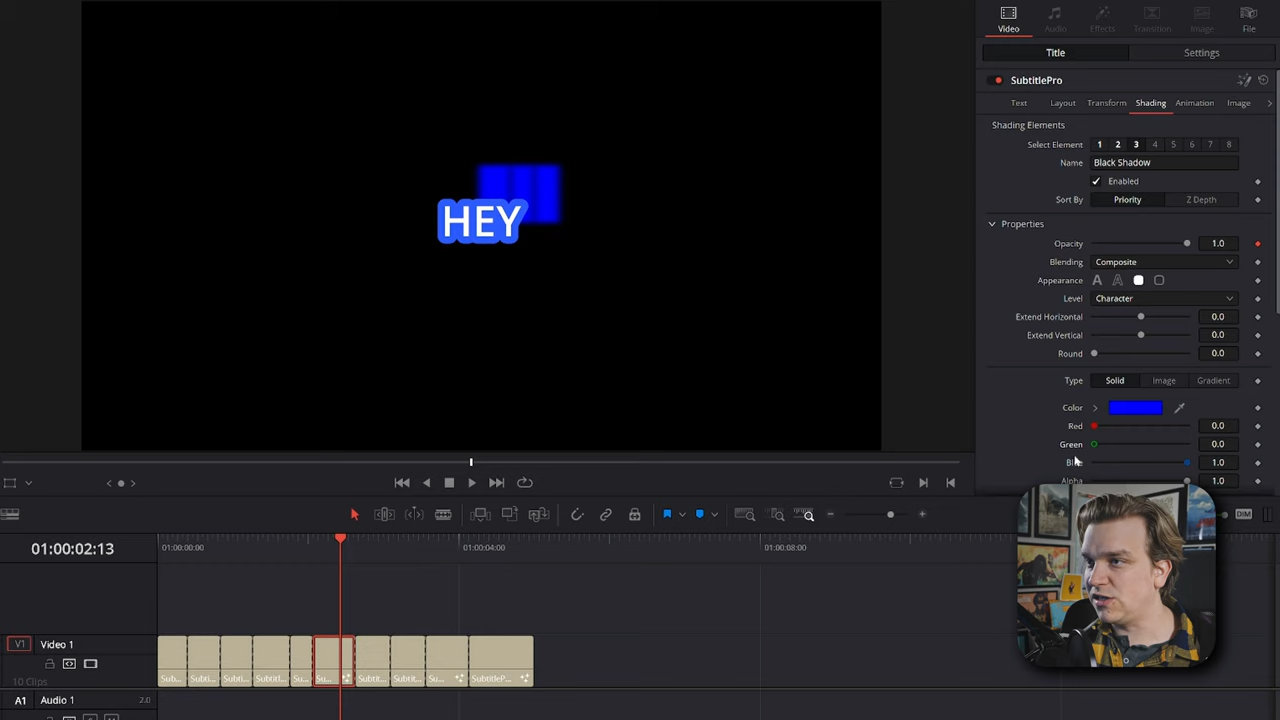 Video
Audio
Effects
Transition
Image
File
Title
Settings
SubtitlePro
Text
Layout
Transform
Shading
Animation
Image
Shading Elements
Select Element 1 2 3 4 5 6 7 8
Name Black Shadow
Enabled
Sort By Priority Z Depth
Properties
Opacity 1.0
Blending Composite
Appearance
Level Character
Extend Horizontal 0.0
Extend Vertical 0.0
Round 0.0
Type Solid Image Gradient
Color
Red 0.0
Green 0.0
Blue 1.0
Alpha 1.0
HEY
DIM
01:00:02:13
01:00:00:00
01:00:04:00
01:00:08:00
V1 Video 1
10 Clips
Sub... Subti... Subti... Subtitl... Su... Su... Subtit... Subtit... Su... SubtitleP...
A1 Audio 1 2.0